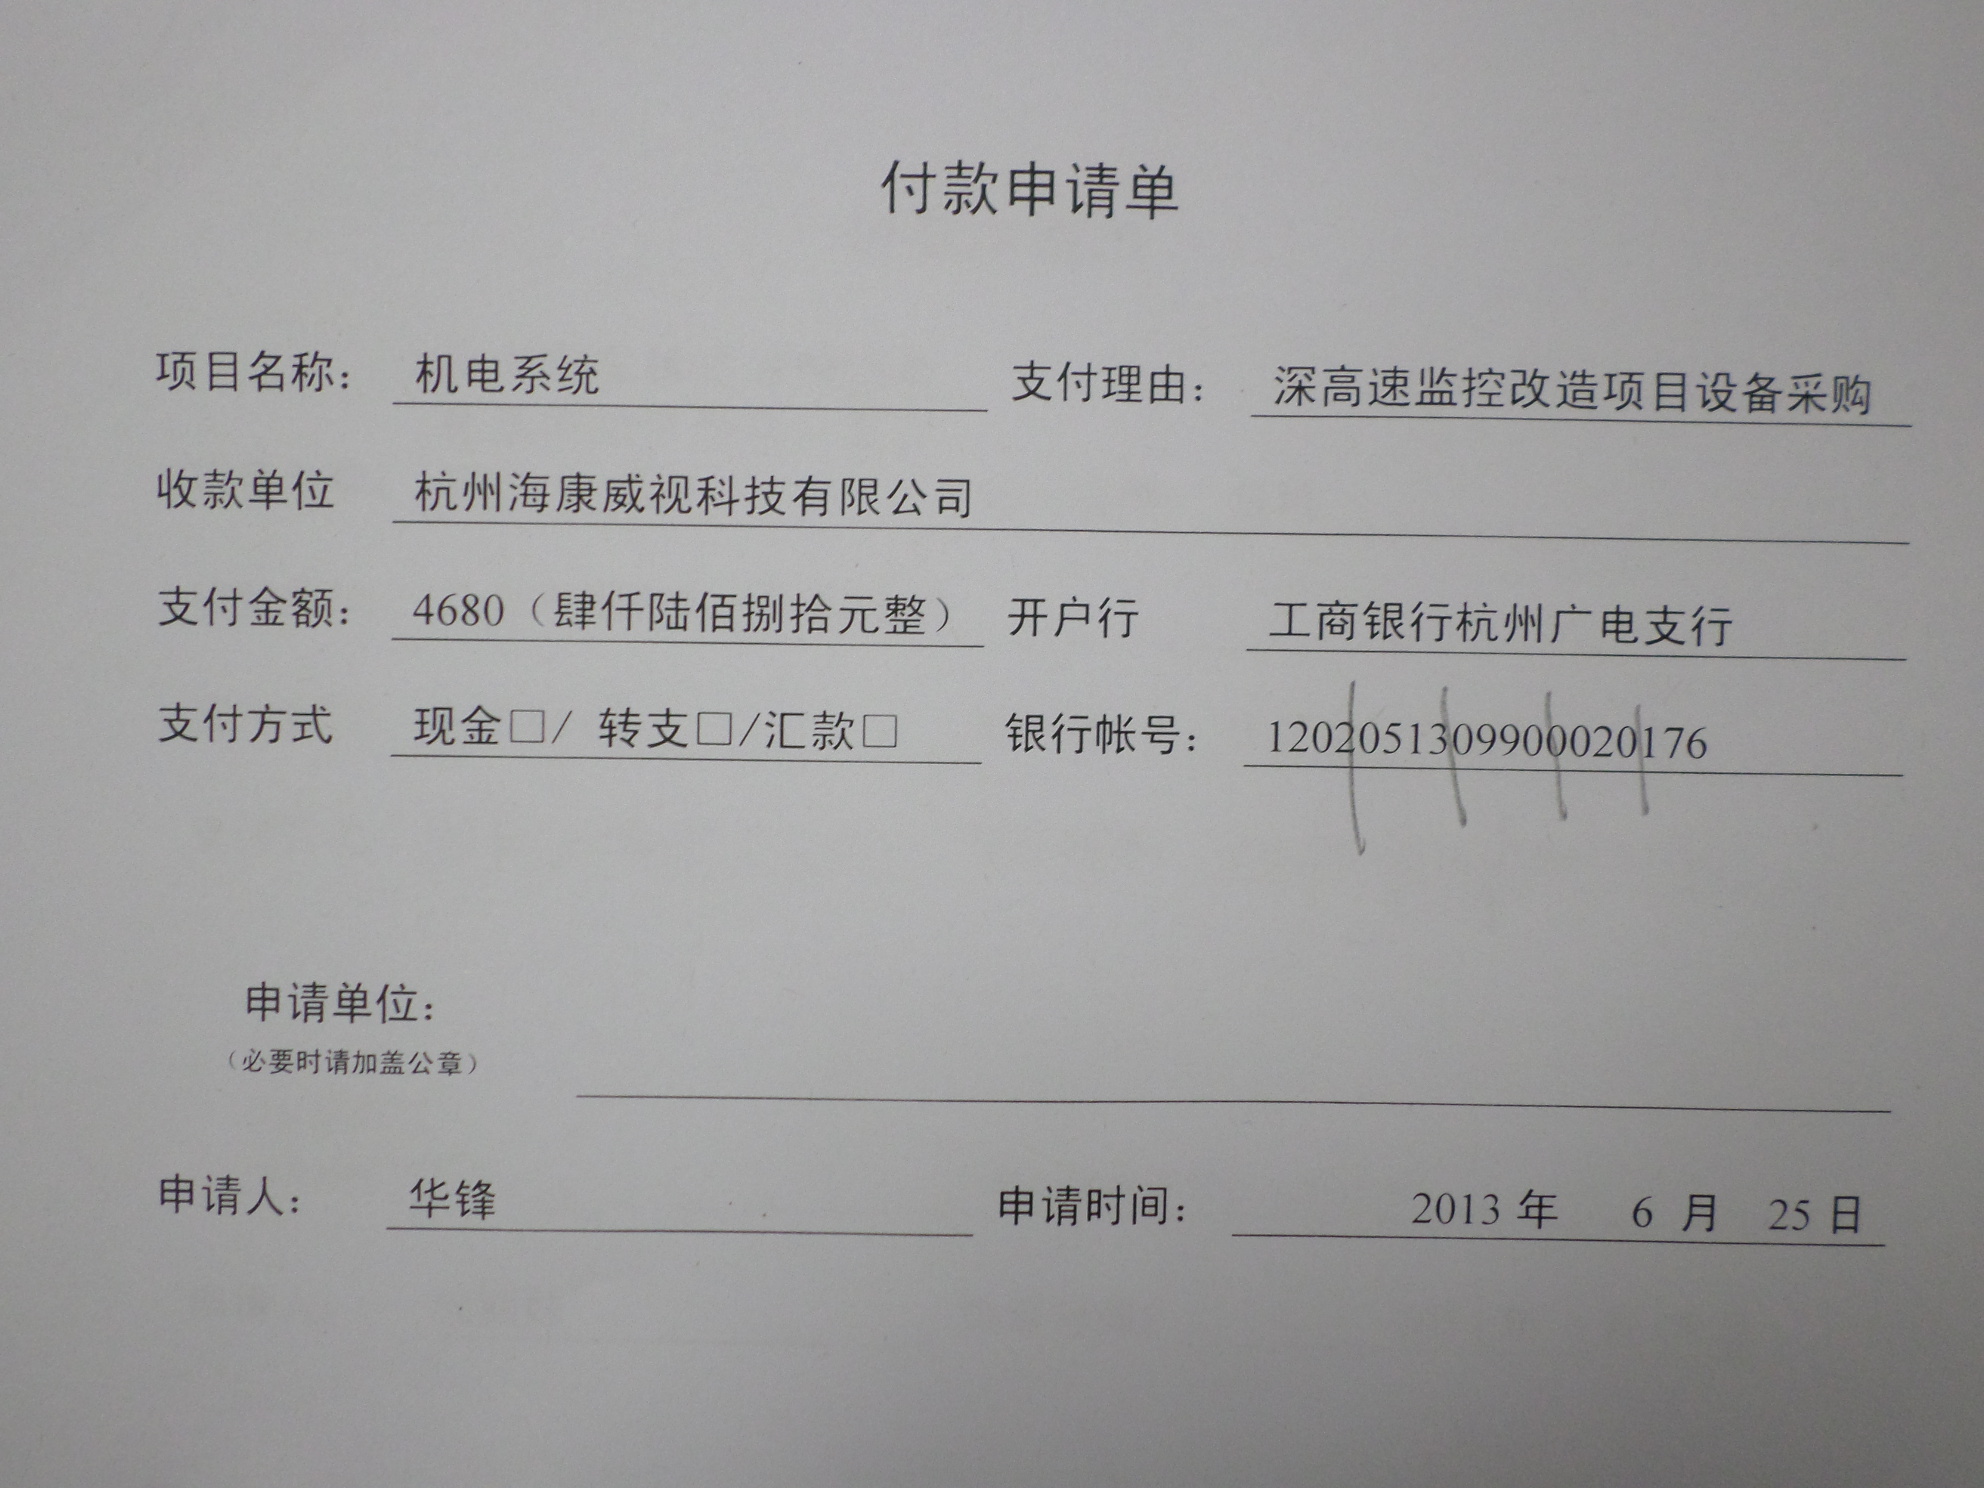 付款申请单
项目名称： 机电系统 支付理由： 深高速监控改造项目设备采购
收款单位 杭州海康威视科技有限公司
支付金额： 4680（肆仟陆佰捌拾元整） 开户行 工商银行杭州广电支行
支付方式 现金□/ 转支□/汇款□ 银行帐号： 1202051309900020176
申请单位：
（必要时请加盖公章）
申请人： 华锋 申请时间： 2013 年 6 月 25 日